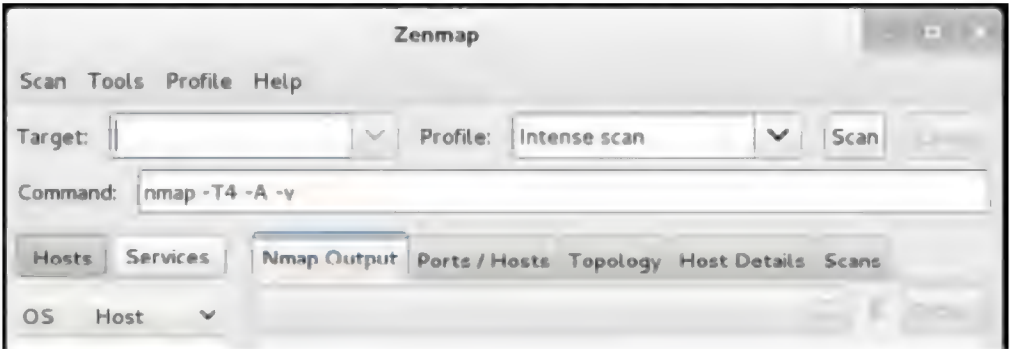 Zenmap
Scan Tools Profile Help
Target: Profile: Intense scan Scan
Command: nmap -T4 -A -v
Hosts Services Nmap Output Ports / Hosts Topology Host Details Scans
OS Host